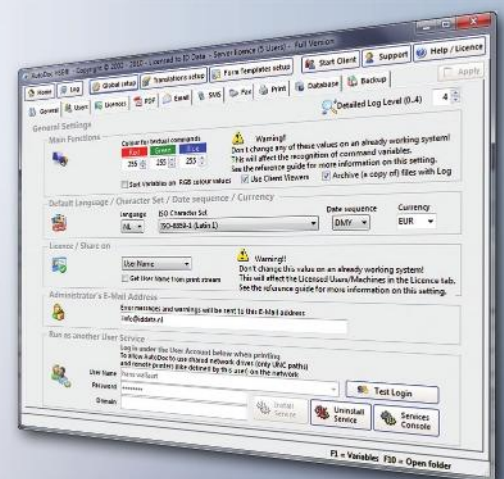 AutoDoc HSE® - Copyright © 2002 - 2010 - Licensed to ID Data - Server licence (5 Users) - Full Version
Home Log Global setup Translations setup Form Templates setup Start Client Support Help / Licence
General Users Licences PDF Email SMS Fax Print Database Backup Apply
General Settings
Detailed Log Level (0..4) 4
Main Functions
Colour for textual commands
Red Green Blue
255 255 255
Sort variables on RGB colour values
Warning!
Don't change any of these values on an already working system!
This will affect the recognition of command variables.
See the reference guide for more information on this setting.
Use Client Viewers Archive (a copy of) files with Log
Default Language / Character Set / Date sequence / Currency
Language ISO Character Set Date sequence Currency
NL ISO-8859-1 (Latin 1) DMY EUR
Licence / Share on
User Name
Get User Name from print stream
Warning!!
Don't change this value on an already working system!
This will affect the Licensed Users/Machines in the Licence tab.
See the reference guide for more information on this setting.
Administrator's E-Mail Address
Error messages and warnings will be sent to this E-Mail address
info@iddata.nl
Run as another User
Service
Log in under the User Account below when printing
To allow AutoDoc to use shared network drives (only UNC paths)
and remote printers (like defined by this user) on the network
User Name
Password ********
Domain
Test Login
Install Service
Uninstall Service
Services Console
F1 = Variables F10 = Open folder